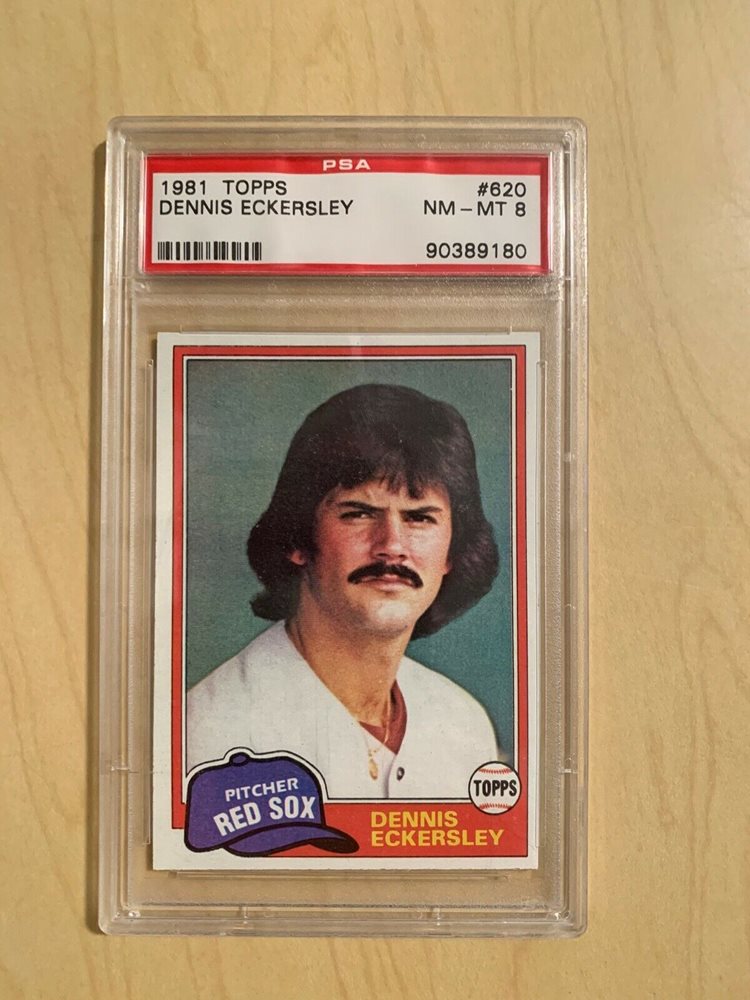 PSA
1981 TOPPS #620
DENNIS ECKERSLEY NM - MT 8
90389180
PITCHER
RED SOX
TOPPS
DENNIS
ECKERSLEY